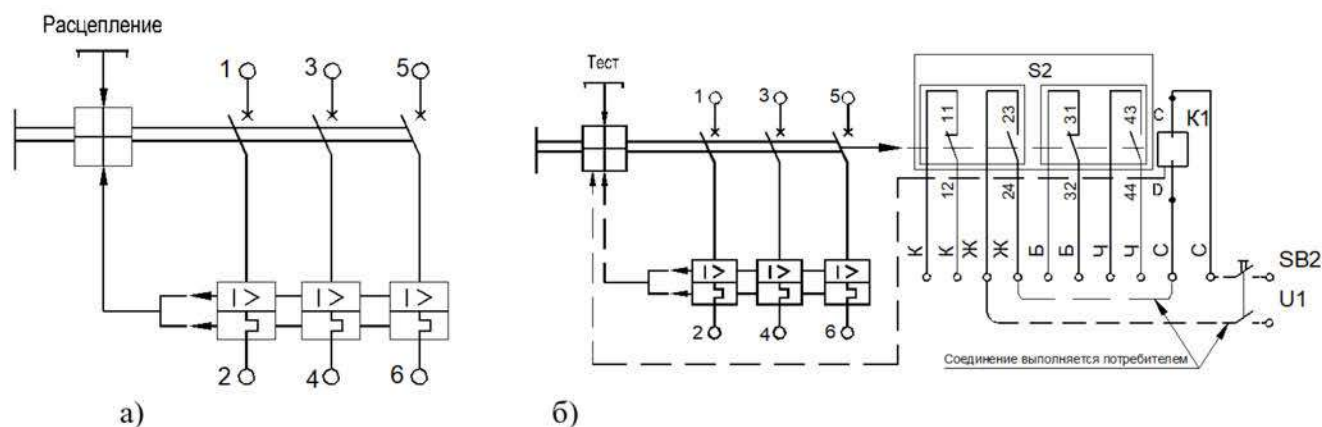 Расцепление
1 3 5
I> I> I>
2 4 6
а)
Тест
1 3 5
I> I> I>
2 4 6
б)
S2
11 23 31 43 C K1
12 24 32 44 D
К К Ж Ж Б Б Ч Ч С С
SB2
U1
Соединение выполняется потребителем